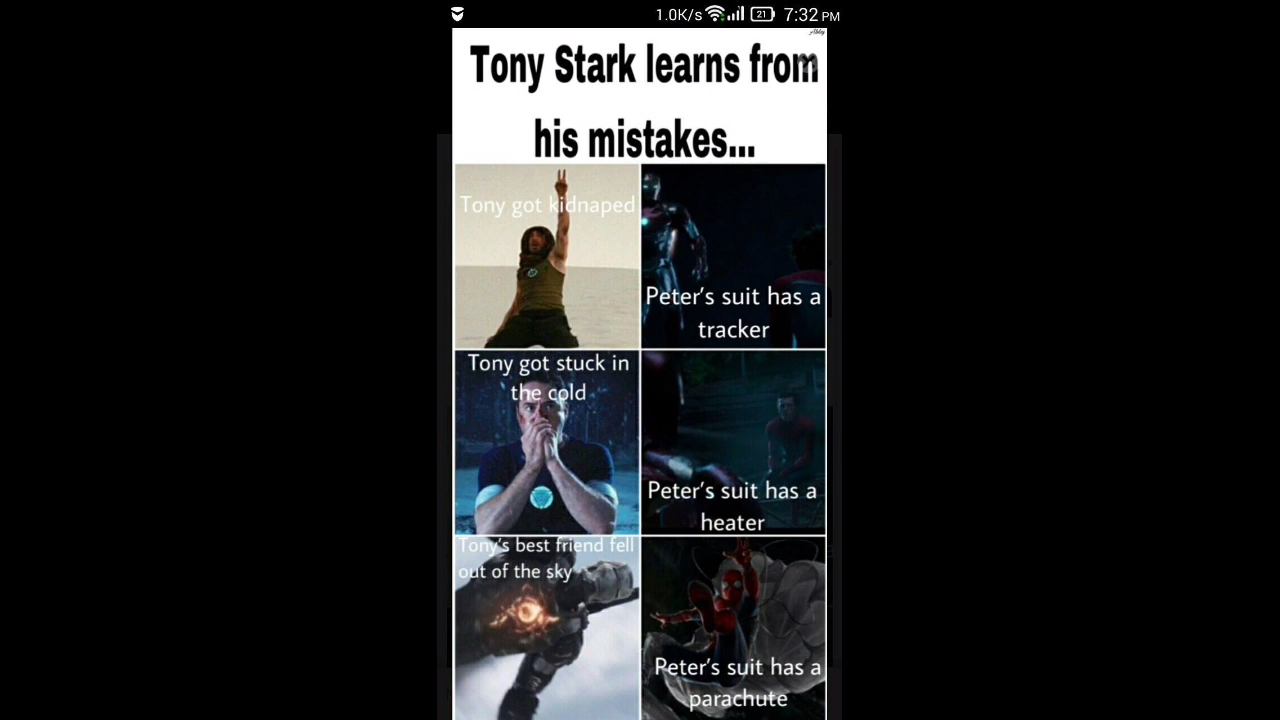 1.0K/s 21 7:32 PM
Abhey
Tony Stark learns from
his mistakes...
Tony got kidnaped
Peter's suit has a
tracker
Tony got stuck in
the cold
Peter's suit has a
heater
Tony's best friend fell
out of the sky
Peter's suit has a
parachute